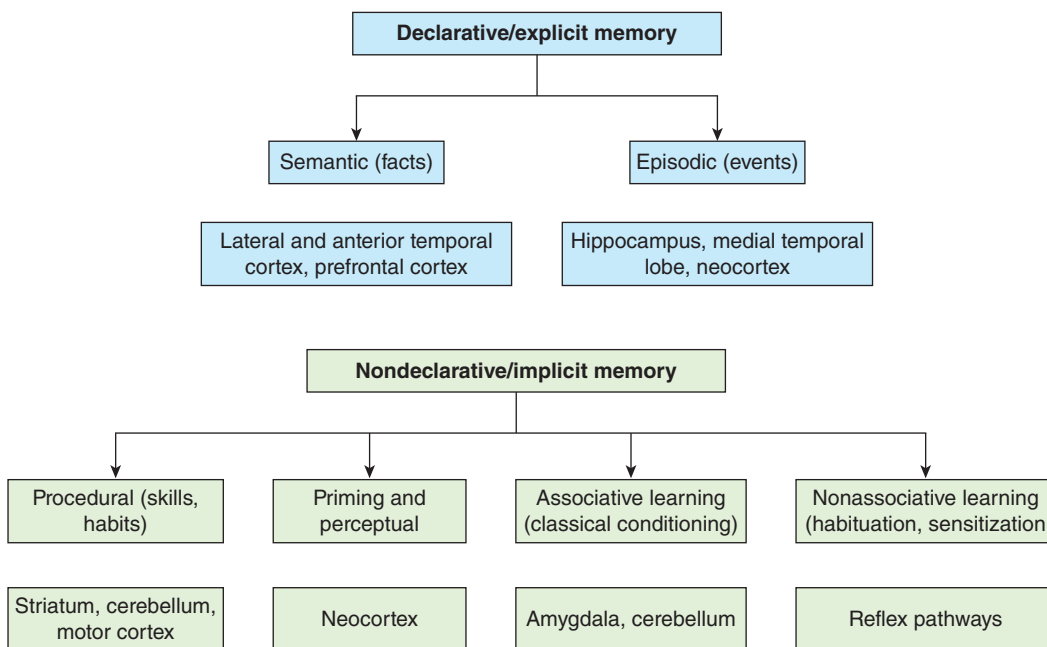 Declarative/explicit memory
Semantic (facts)
Episodic (events)
Lateral and anterior temporal
cortex, prefrontal cortex
Hippocampus, medial temporal
lobe, neocortex
Nondeclarative/implicit memory
Procedural (skills,
habits)
Priming and
perceptual
Associative learning
(classical conditioning)
Nonassociative learning
(habituation, sensitization
Striatum, cerebellum,
motor cortex
Neocortex
Amygdala, cerebellum
Reflex pathways